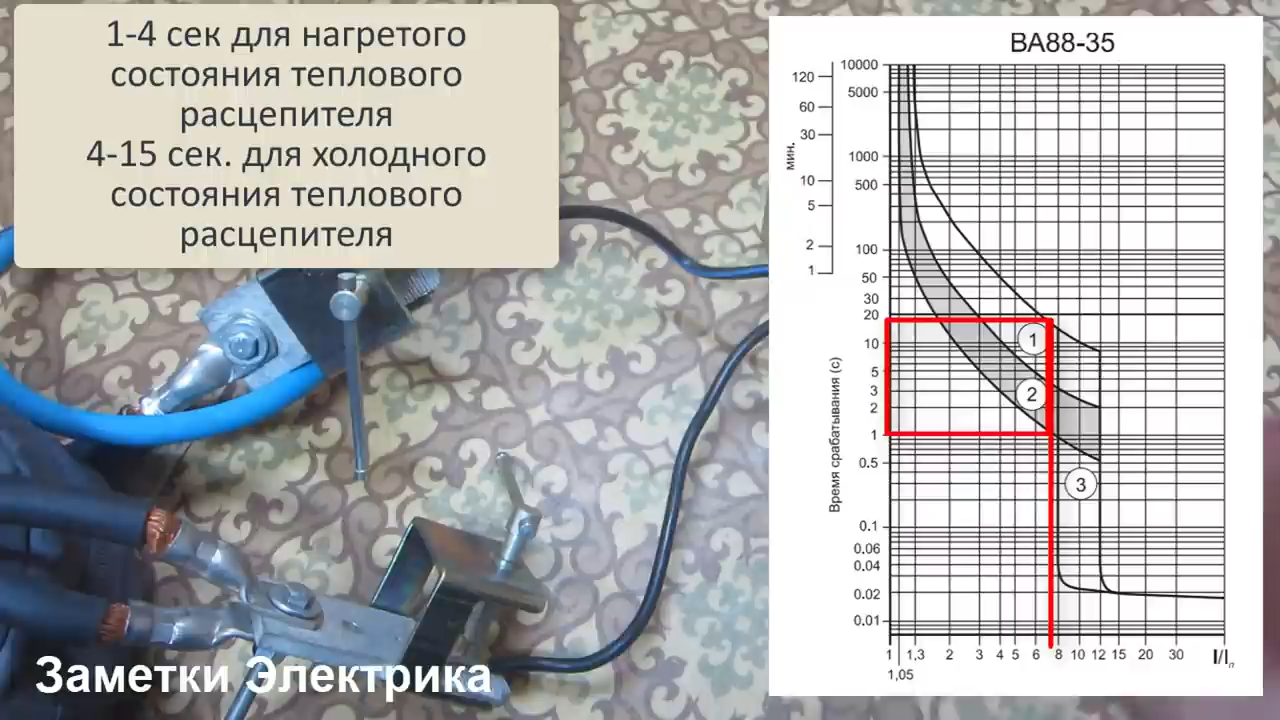 1-4 сек для нагретого
состояния теплового
расцепителя
4-15 сек. для холодного
состояния теплового
расцепителя
Заметки Электрика
ВА88-35
мин.
120
60
30
10
5
2
1
Время срабатывания (с)
10000
5000
1000
500
100
50
30
20
10
5
3
2
1
0.5
0.1
0.06
0.04
0.02
0.01
1
2
3
1 1,3 2 3 4 5 6 8 10 12 15 20 30 I/In
1,05